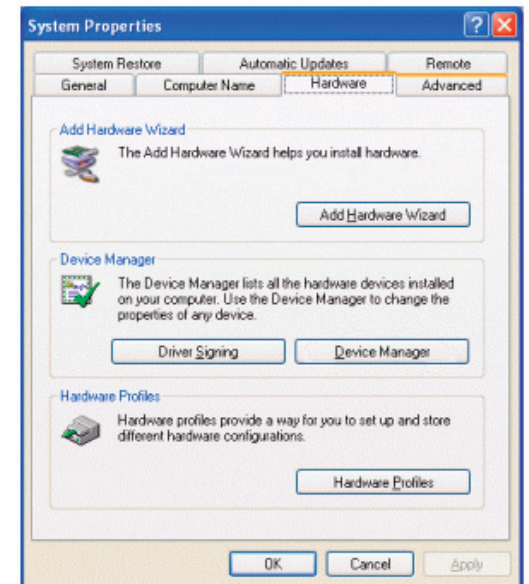 System Properties
System Restore Automatic Updates Remote
General Computer Name Hardware Advanced
Add Hardware Wizard
The Add Hardware Wizard helps you install hardware.
Add Hardware Wizard
Device Manager
The Device Manager lists all the hardware devices installed
on your computer. Use the Device Manager to change the
properties of any device.
Driver Signing Device Manager
Hardware Profiles
Hardware profiles provide a way for you to set up and store
different hardware configurations.
Hardware Profiles
OK Cancel Apply